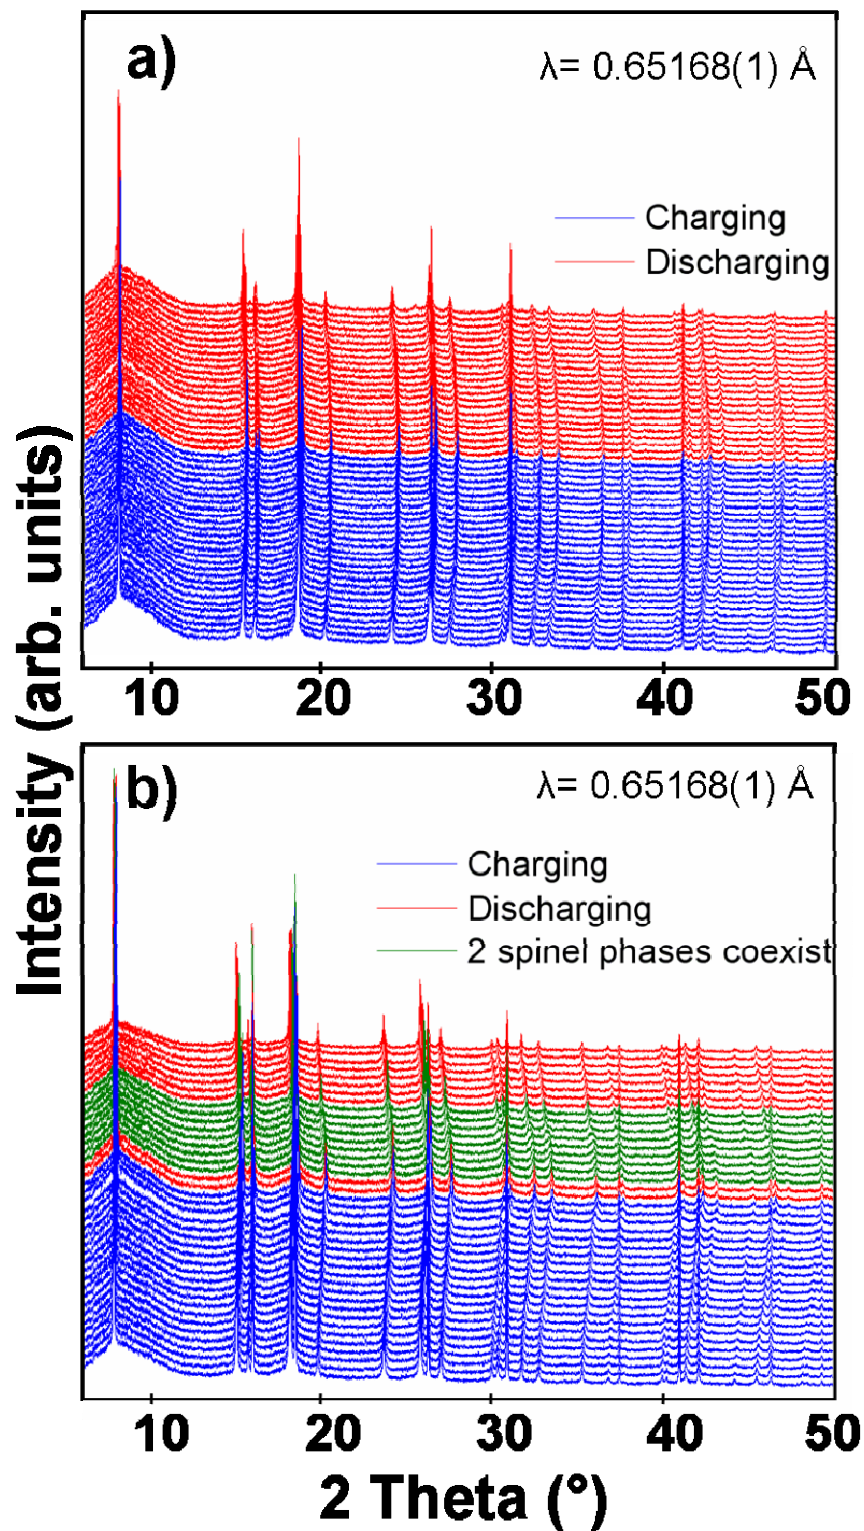 a)
λ= 0.65168(1) Å
Charging
Discharging
10 20 30 40 50
b)
λ= 0.65168(1) Å
Charging
Discharging
2 spinel phases coexist
10 20 30 40 50
2 Theta (°)
Intensity (arb. units)